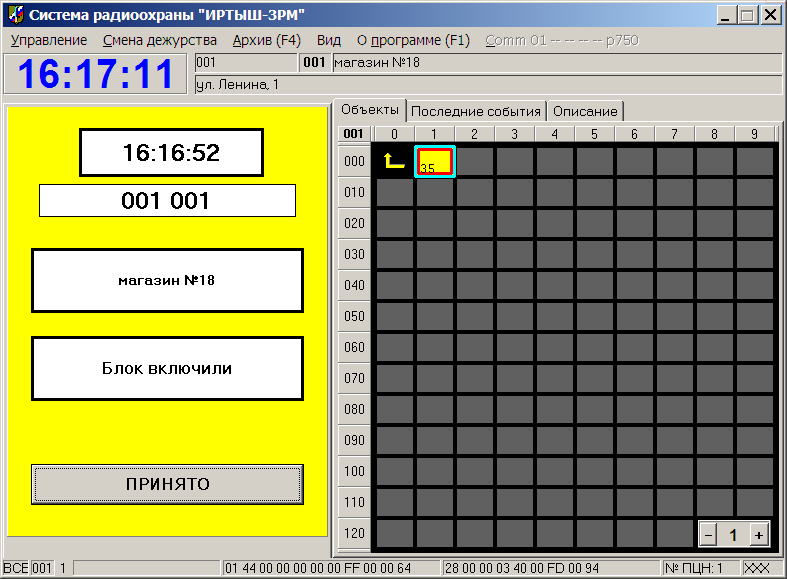 Система радиоохраны "ИРТЫШ-3РМ"
Управление Смена дежурства Архив (F4) Вид О программе (F1) Comm 01 -- -- -- -- p750
16:17:11
001 001 магазин №18
ул. Ленина, 1
16:16:52
001 001
магазин №18
Блок включили
ПРИНЯТО
Объекты Последние события Описание
001 0 1 2 3 4 5 6 7 8 9
000 35
010
020
030
040
050
060
070
080
090
100
110
120 − 1 +
ВСЕ 001 1 01 44 00 00 00 00 00 FF 00 00 64 28 00 00 03 40 00 FD 00 94 № ПЦН: 1 XXX